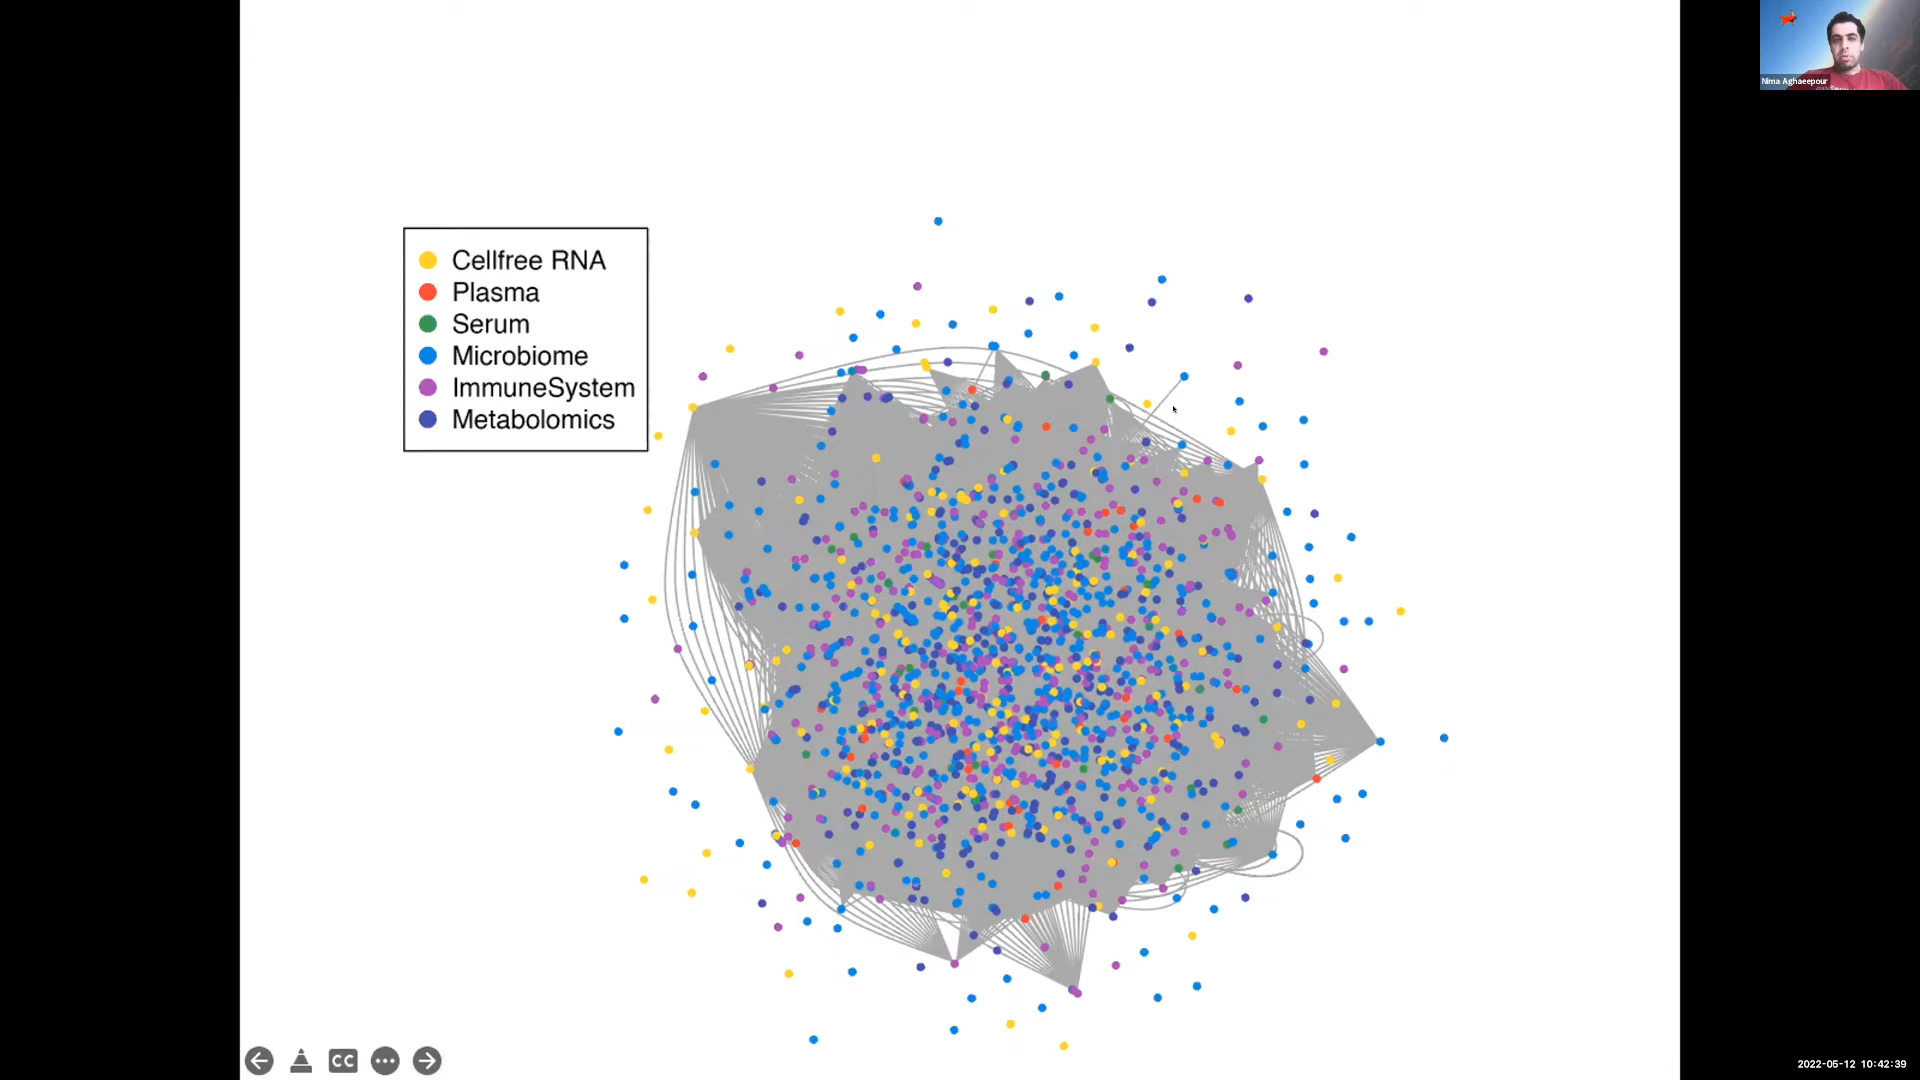 Nima Aghaeepour
Cellfree RNA
Plasma
Serum
Microbiome
ImmuneSystem
Metabolomics
CC
2022-05-12 10:42:39